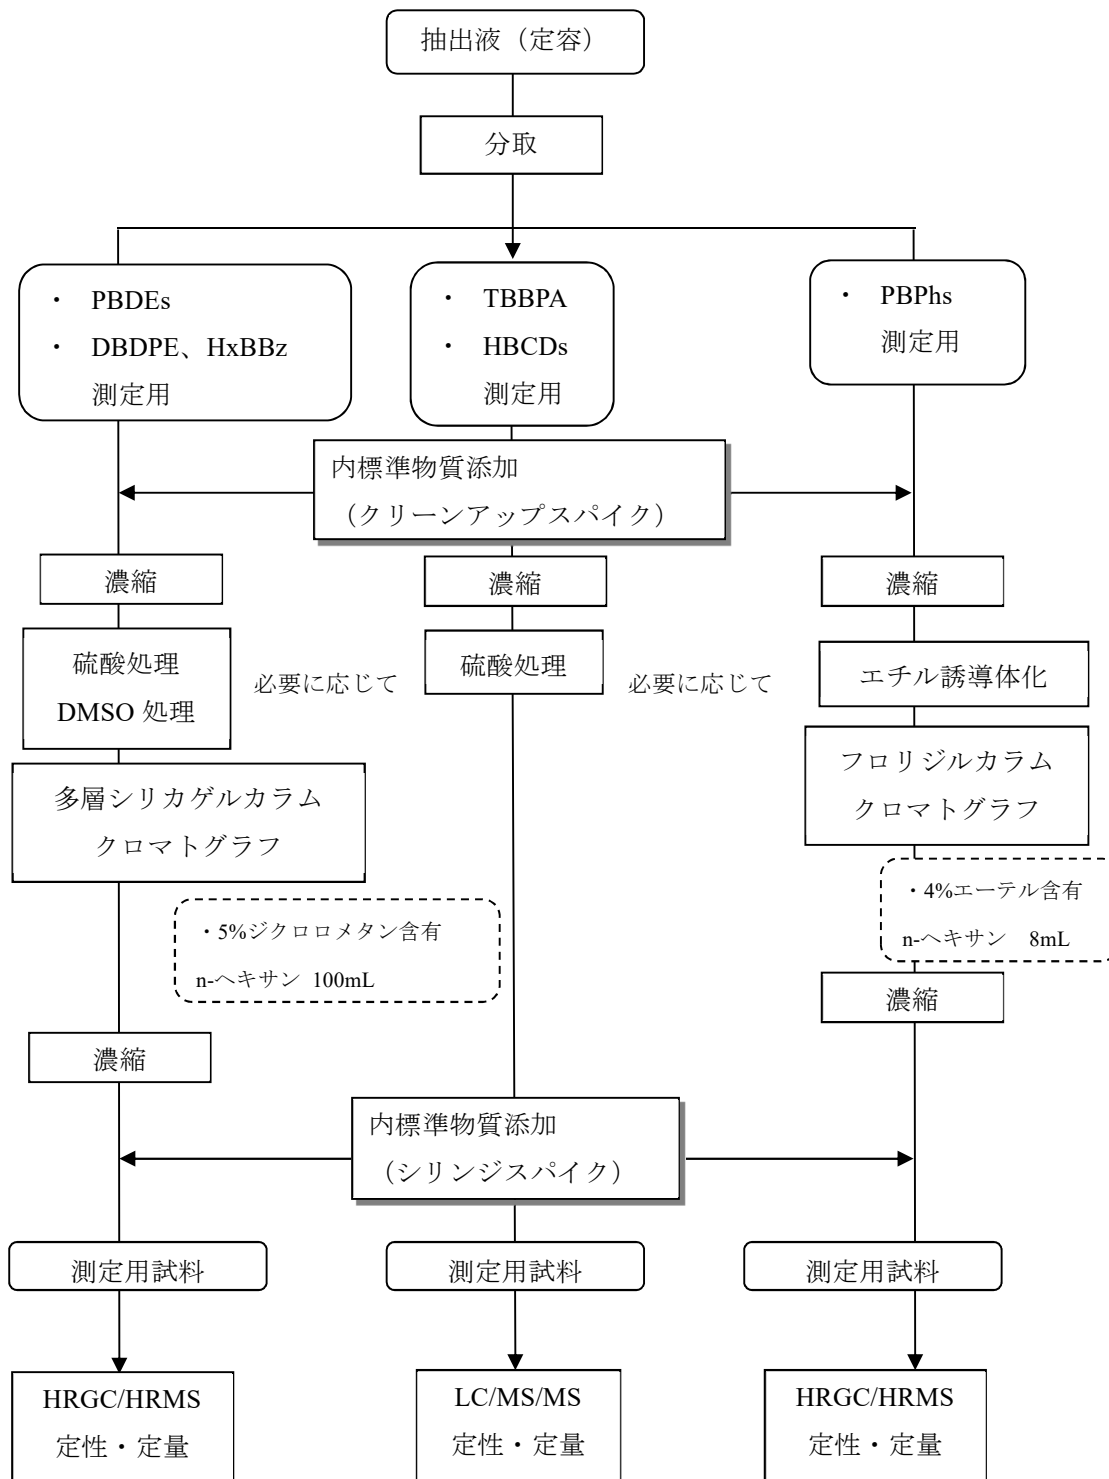 抽出液（定容）
分取
・ PBDEs
・ DBDPE、HxBBz
測定用
・ TBBPA
・ HBCDs
測定用
・ PBPhs
測定用
内標準物質添加
（クリーンアップスパイク）
濃縮
濃縮
濃縮
硫酸処理
DMSO 処理
必要に応じて
硫酸処理
必要に応じて
エチル誘導体化
多層シリカゲルカラム
クロマトグラフ
フロリジルカラム
クロマトグラフ
・5%ジクロロメタン含有
n-ヘキサン 100mL
・4%エーテル含有
n-ヘキサン 8mL
濃縮
濃縮
内標準物質添加
（シリンジスパイク）
測定用試料
測定用試料
測定用試料
HRGC/HRMS
定性・定量
LC/MS/MS
定性・定量
HRGC/HRMS
定性・定量